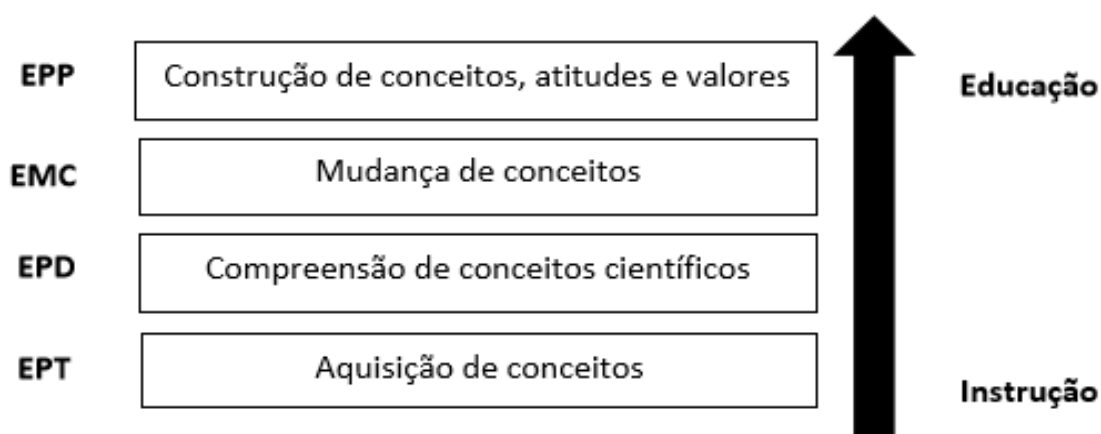 EPP Construção de conceitos, atitudes e valores Educação
EMC Mudança de conceitos
EPD Compreensão de conceitos científicos
EPT Aquisição de conceitos Instrução